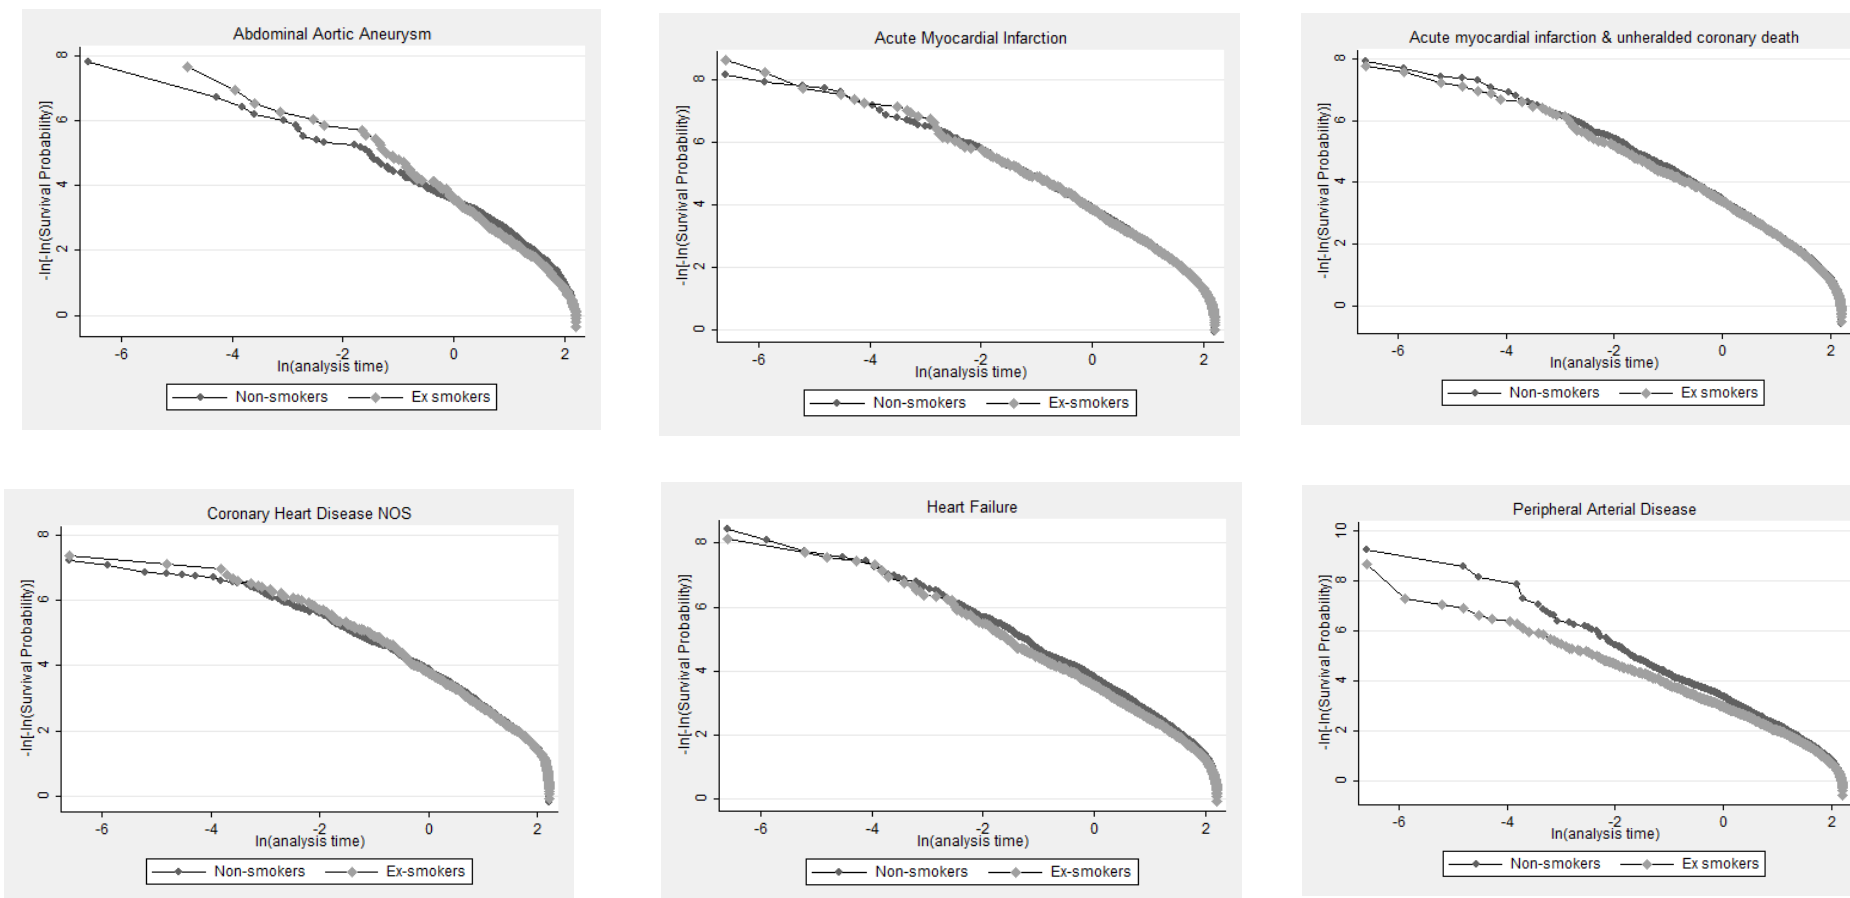 Abdominal Aortic Aneurysm
-ln[-ln(Survival Probability)]
8
6
4
2
0
-6 -4 -2 0 2
ln(analysis time)
Non-smokers Ex smokers
Acute Myocardial Infarction
-ln[-ln(Survival Probability)]
8
6
4
2
0
-6 -4 -2 0 2
ln(analysis time)
Non-smokers Ex-smokers
Acute myocardial infarction & unheralded coronary death
-ln[-ln(Survival Probability)]
8
6
4
2
0
-6 -4 -2 0 2
ln(analysis time)
Non-smokers Ex smokers
Coronary Heart Disease NOS
-ln[-ln(Survival Probability)]
8
6
4
2
0
-6 -4 -2 0 2
ln(analysis time)
Non-smokers Ex-smokers
Heart Failure
-ln[-ln(Survival Probability)]
8
6
4
2
0
-6 -4 -2 0 2
ln(analysis time)
Non-smokers Ex-smokers
Peripheral Arterial Disease
-ln[-ln(Survival Probability)]
10
8
6
4
2
0
-6 -4 -2 0 2
ln(analysis time)
Non-smokers Ex smokers